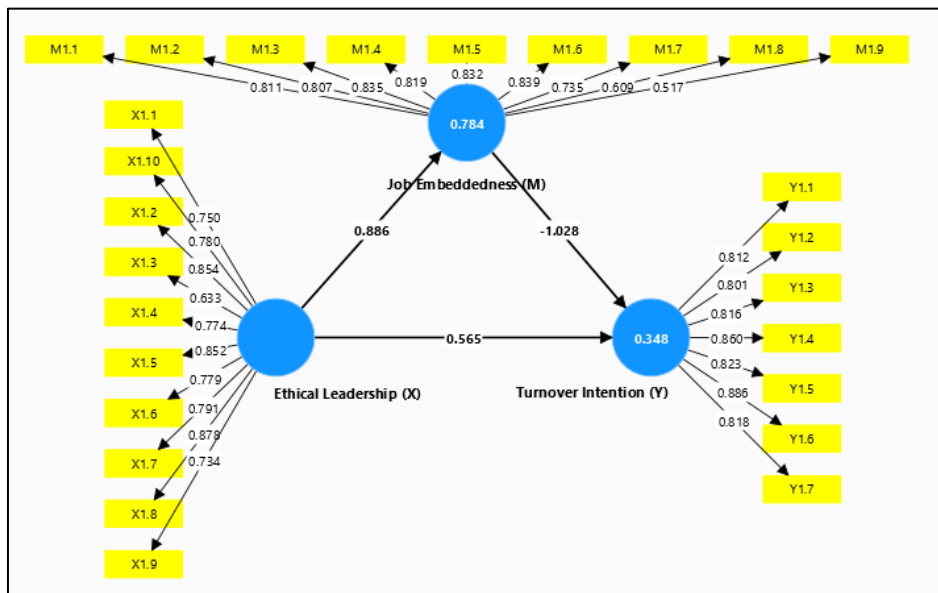 M1.1 M1.2 M1.3 M1.4 M1.5 M1.6 M1.7 M1.8 M1.9
0.811 0.807 0.835 0.819 0.832 0.839 0.735 0.609 0.517
0.784
Job Embeddedness (M)
X1.1
X1.10
X1.2
X1.3
X1.4
X1.5
X1.6
X1.7
X1.8
X1.9
0.750
0.780
0.854
0.633
0.774
0.852
0.779
0.791
0.878
0.734
Ethical Leadership (X)
0.886
-1.028
0.565
0.348
Turnover Intention (Y)
0.812
0.801
0.816
0.860
0.823
0.886
0.818
Y1.1
Y1.2
Y1.3
Y1.4
Y1.5
Y1.6
Y1.7